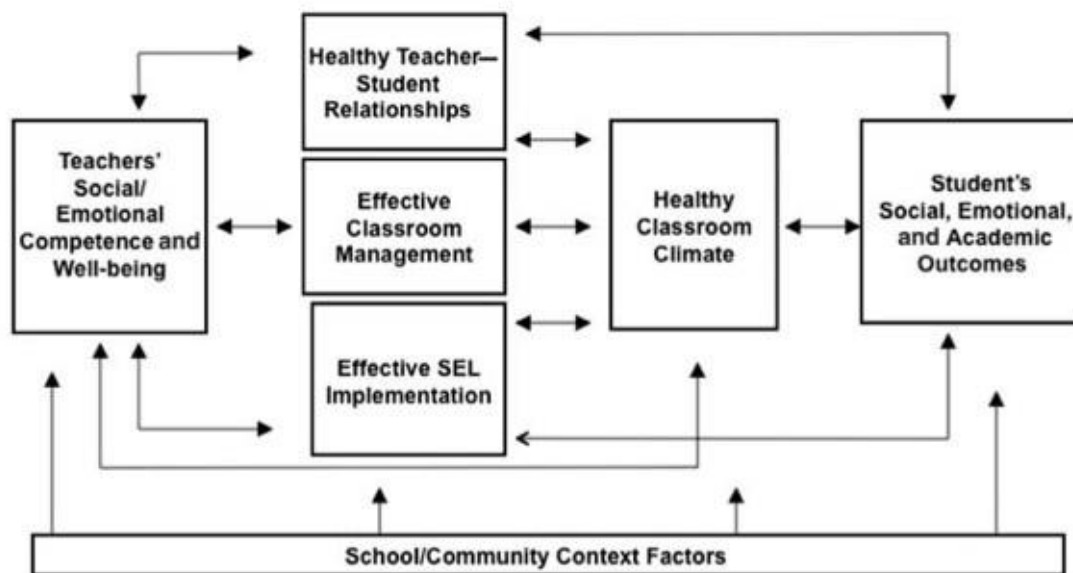 Healthy Teacher—
Student
Relationships
Teachers'
Social/
Emotional
Competence and
Well-being
Effective
Classroom
Management
Healthy
Classroom
Climate
Student's
Social, Emotional,
and Academic
Outcomes
Effective SEL
Implementation
School/Community Context Factors